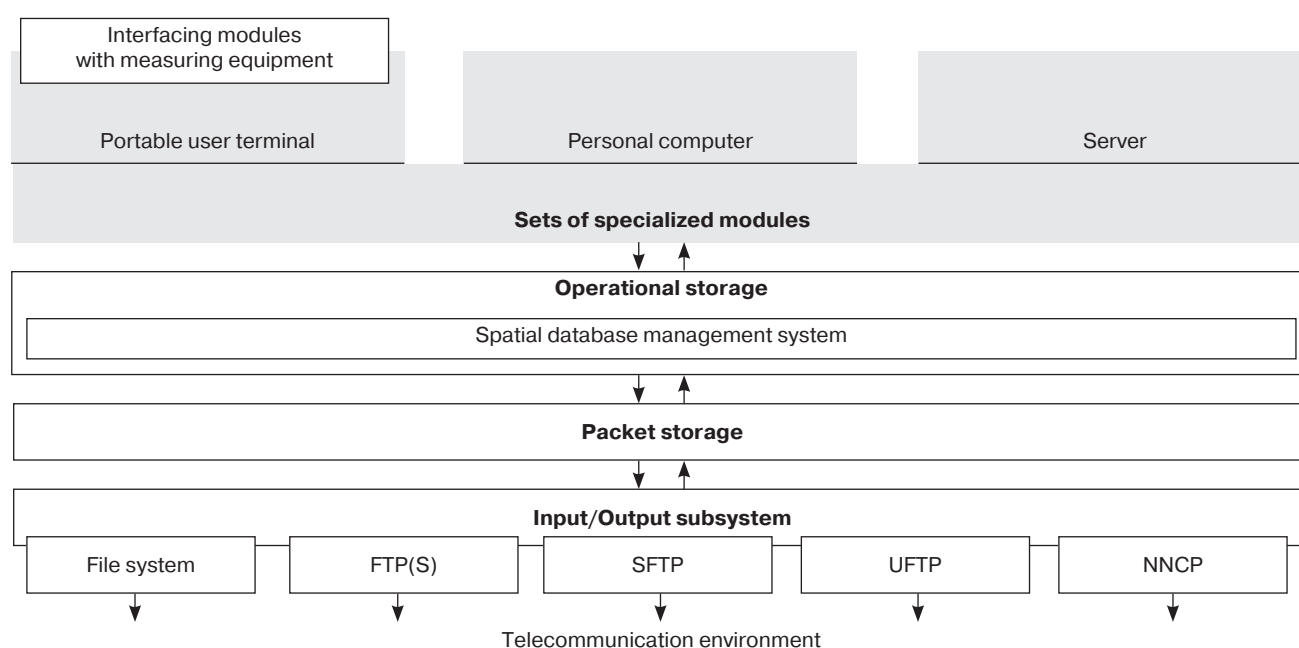 Interfacing modules
with measuring equipment
Portable user terminal
Personal computer
Server
Sets of specialized modules
Operational storage
Spatial database management system
Packet storage
Input/Output subsystem
File system
FTP(S)
SFTP
UFTP
NNCP
Telecommunication environment